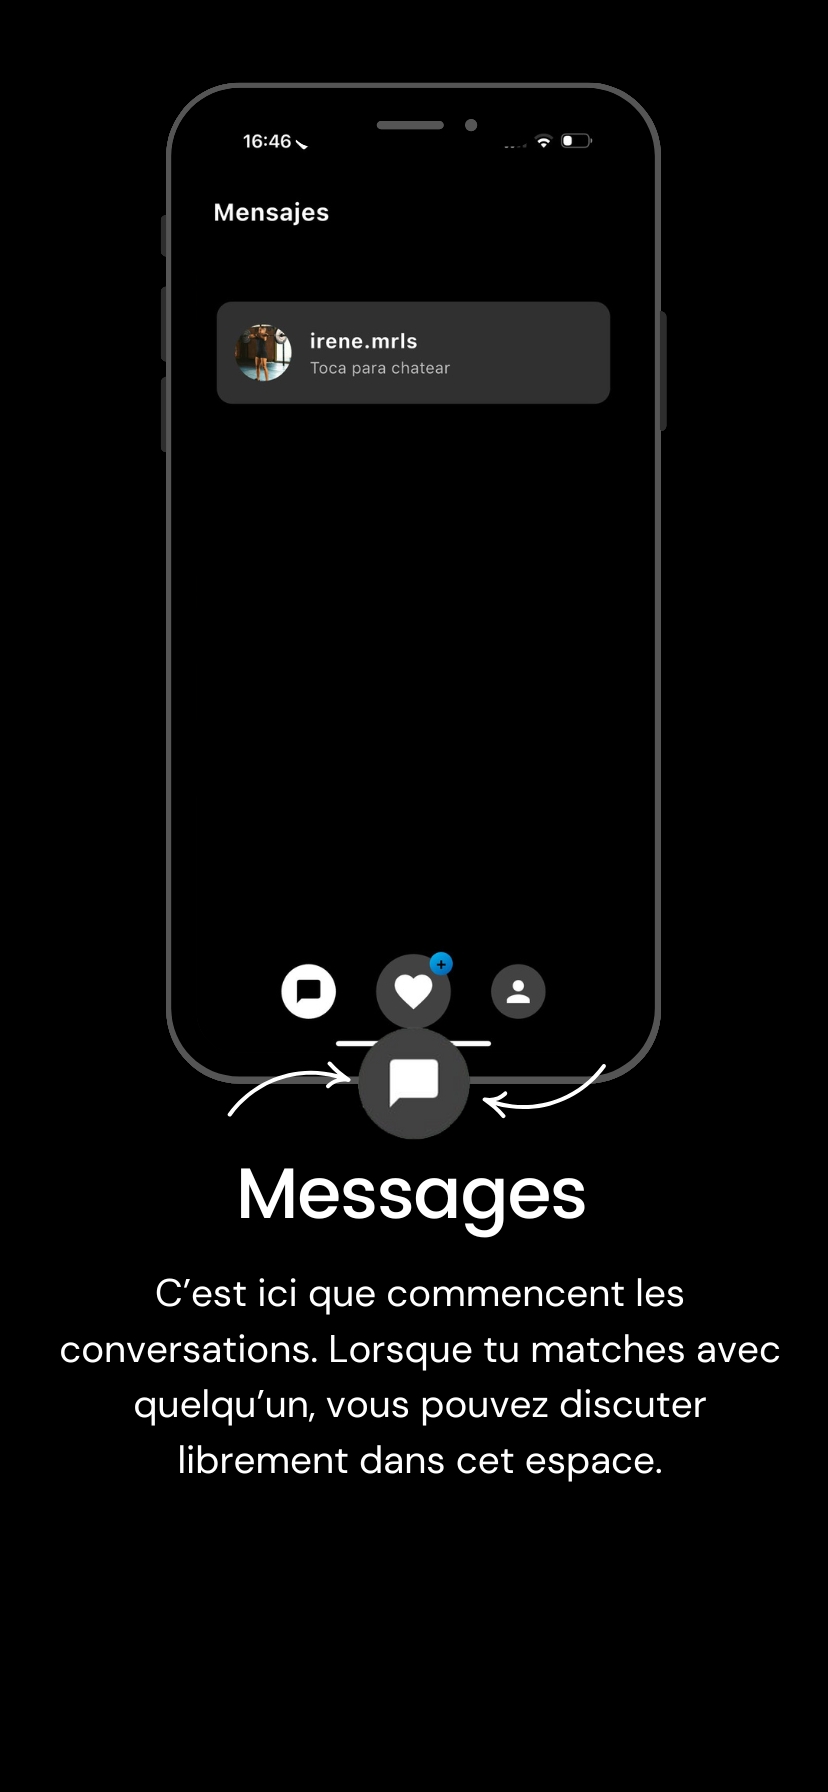 16:46
Mensajes
irene.mrls
Toca para chatear
Messages
C’est ici que commencent les
conversations. Lorsque tu matches avec
quelqu’un, vous pouvez discuter
librement dans cet espace.